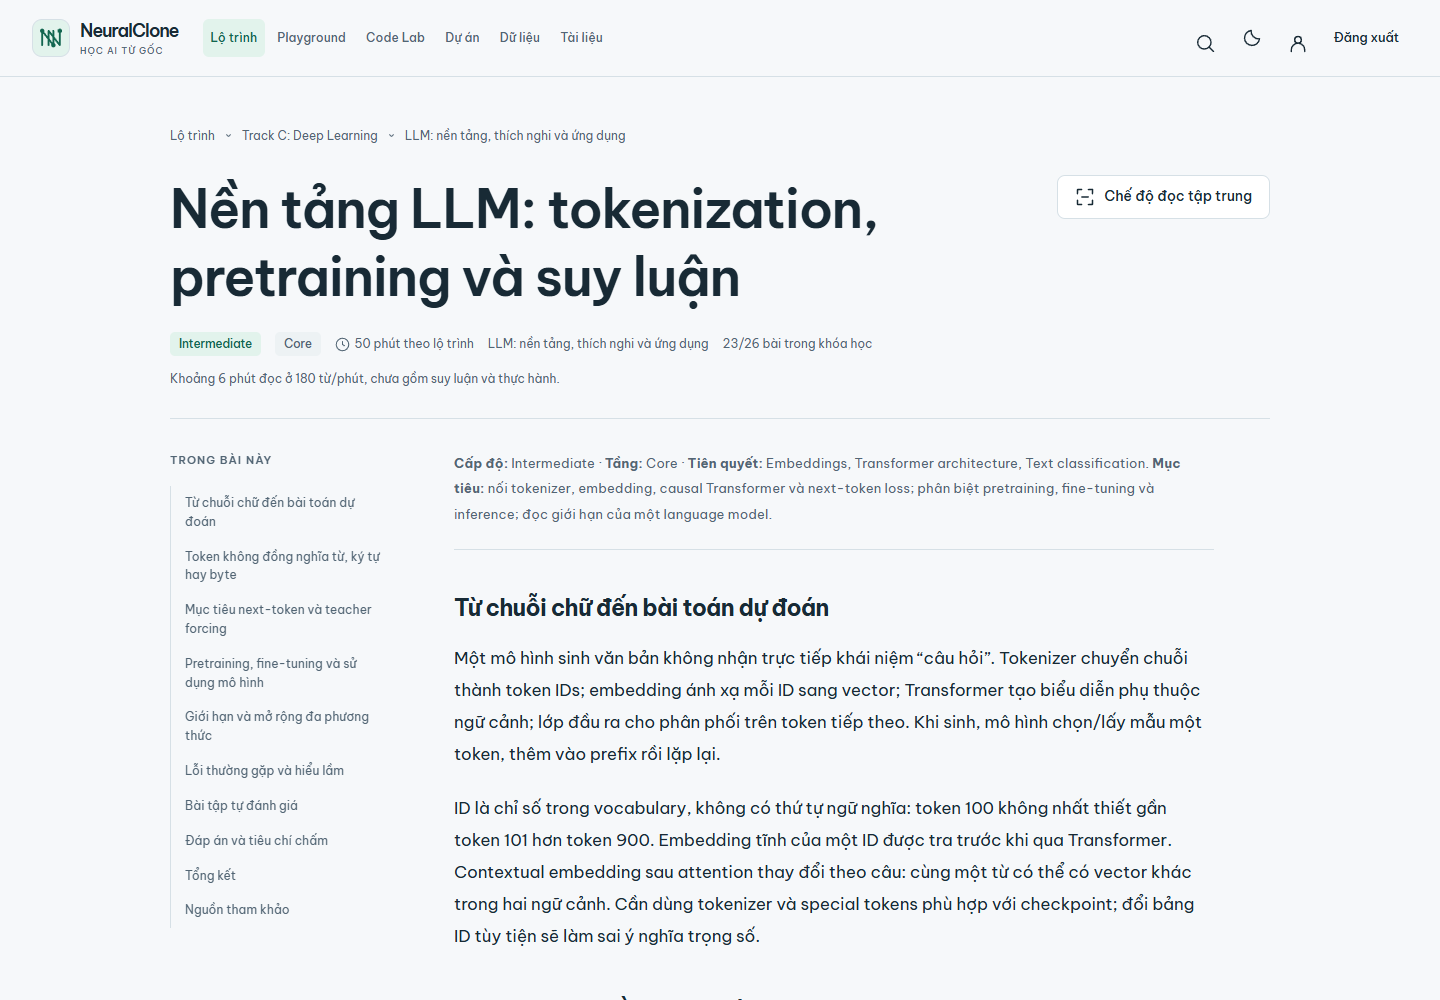 NeuralClone
HỌC AI TỪ GỐC
Lộ trình
Playground
Code Lab
Dự án
Dữ liệu
Tài liệu
Đăng xuất
Lộ trình
Track C: Deep Learning
LLM: nền tảng, thích nghi và ứng dụng
Nền tảng LLM: tokenization,
pretraining và suy luận
Chế độ đọc tập trung
Intermediate
Core
50 phút theo lộ trình
LLM: nền tảng, thích nghi và ứng dụng
23/26 bài trong khóa học
Khoảng 6 phút đọc ở 180 từ/phút, chưa gồm suy luận và thực hành.
TRONG BÀI NÀY
Từ chuỗi chữ đến bài toán dự
đoán
Token không đồng nghĩa từ, ký tự
hay byte
Mục tiêu next-token và teacher
forcing
Pretraining, fine-tuning và sử
dụng mô hình
Giới hạn và mở rộng đa phương
thức
Lỗi thường gặp và hiểu lầm
Bài tập tự đánh giá
Đáp án và tiêu chí chấm
Tổng kết
Nguồn tham khảo
Cấp độ: Intermediate · Tầng: Core · Tiên quyết: Embeddings, Transformer architecture, Text classification. Mục
tiêu: nối tokenizer, embedding, causal Transformer và next-token loss; phân biệt pretraining, fine-tuning và
inference; đọc giới hạn của một language model.
Từ chuỗi chữ đến bài toán dự đoán
Một mô hình sinh văn bản không nhận trực tiếp khái niệm “câu hỏi”. Tokenizer chuyển chuỗi
thành token IDs; embedding ánh xạ mỗi ID sang vector; Transformer tạo biểu diễn phụ thuộc
ngữ cảnh; lớp đầu ra cho phân phối trên token tiếp theo. Khi sinh, mô hình chọn/lấy mẫu một
token, thêm vào prefix rồi lặp lại.
ID là chỉ số trong vocabulary, không có thứ tự ngữ nghĩa: token 100 không nhất thiết gần
token 101 hơn token 900. Embedding tĩnh của một ID được tra trước khi qua Transformer.
Contextual embedding sau attention thay đổi theo câu: cùng một từ có thể có vector khác
trong hai ngữ cảnh. Cần dùng tokenizer và special tokens phù hợp với checkpoint; đổi bảng
ID tùy tiện sẽ làm sai ý nghĩa trọng số.